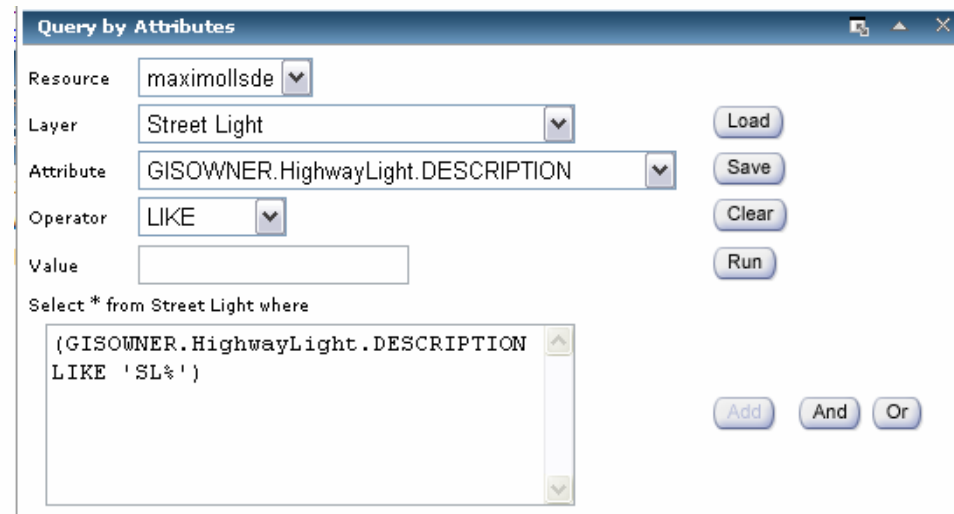 Query by Attributes
Resource maximollsde
Layer Street Light Load
Attribute GISOWNER.HighwayLight.DESCRIPTION Save
Operator LIKE Clear
Value Run
Select * from Street Light where
(GISOWNER.HighwayLight.DESCRIPTION
LIKE 'SL%')
Add And Or